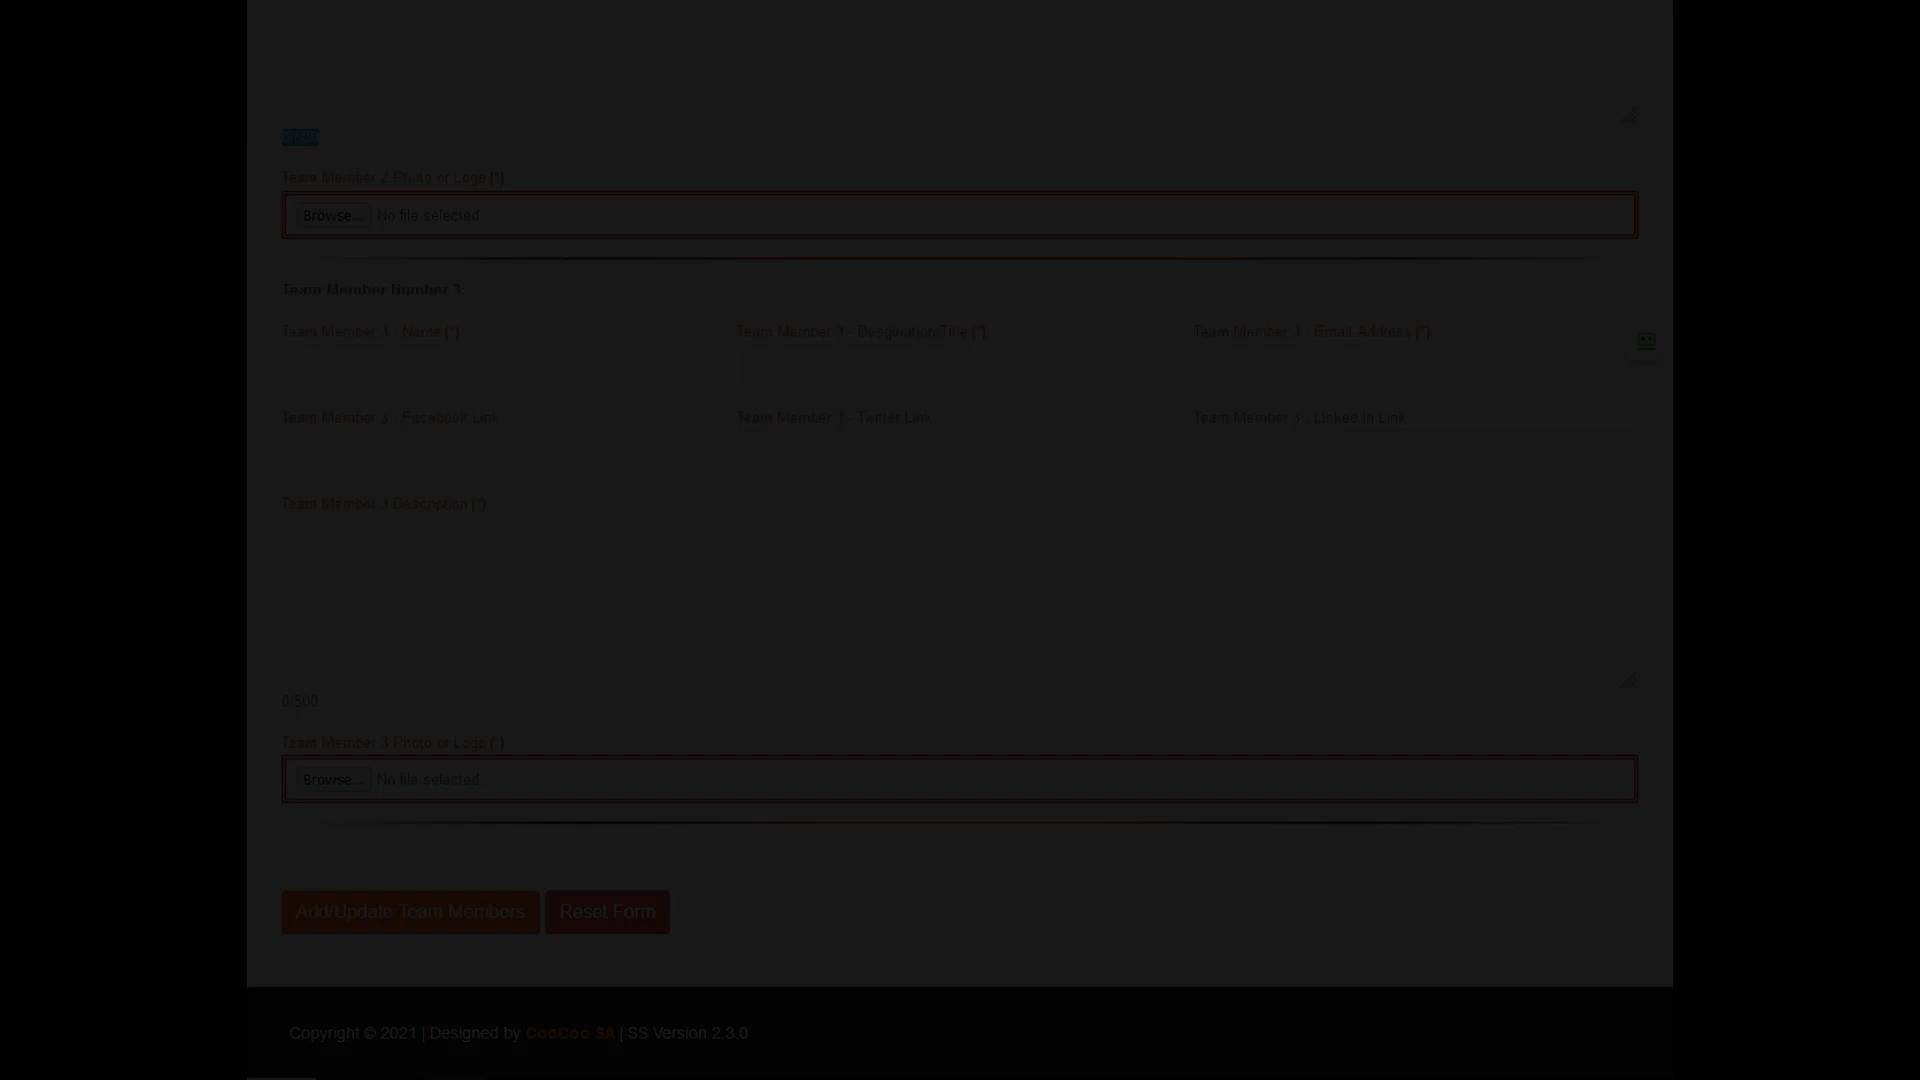 Team Member 2 Photo or Logo (*)
Browse... No file selected.
Team Member Number 3:
Team Member 3 - Name (*)
Team Member 3 - Designation/Title (*)
Team Member 3 - Email Address (*)
Team Member 3 - Facebook Link
Team Member 3 - Twitter Link
Team Member 3 - Linked In Link
Team Member 3 Description (*)
0/500
Team Member 3 Photo or Logo (*)
Browse... No file selected.
Add/Update Team Members
Reset Form
Copyright © 2021 | Designed by CooCoo SA | SS Version 2.3.0